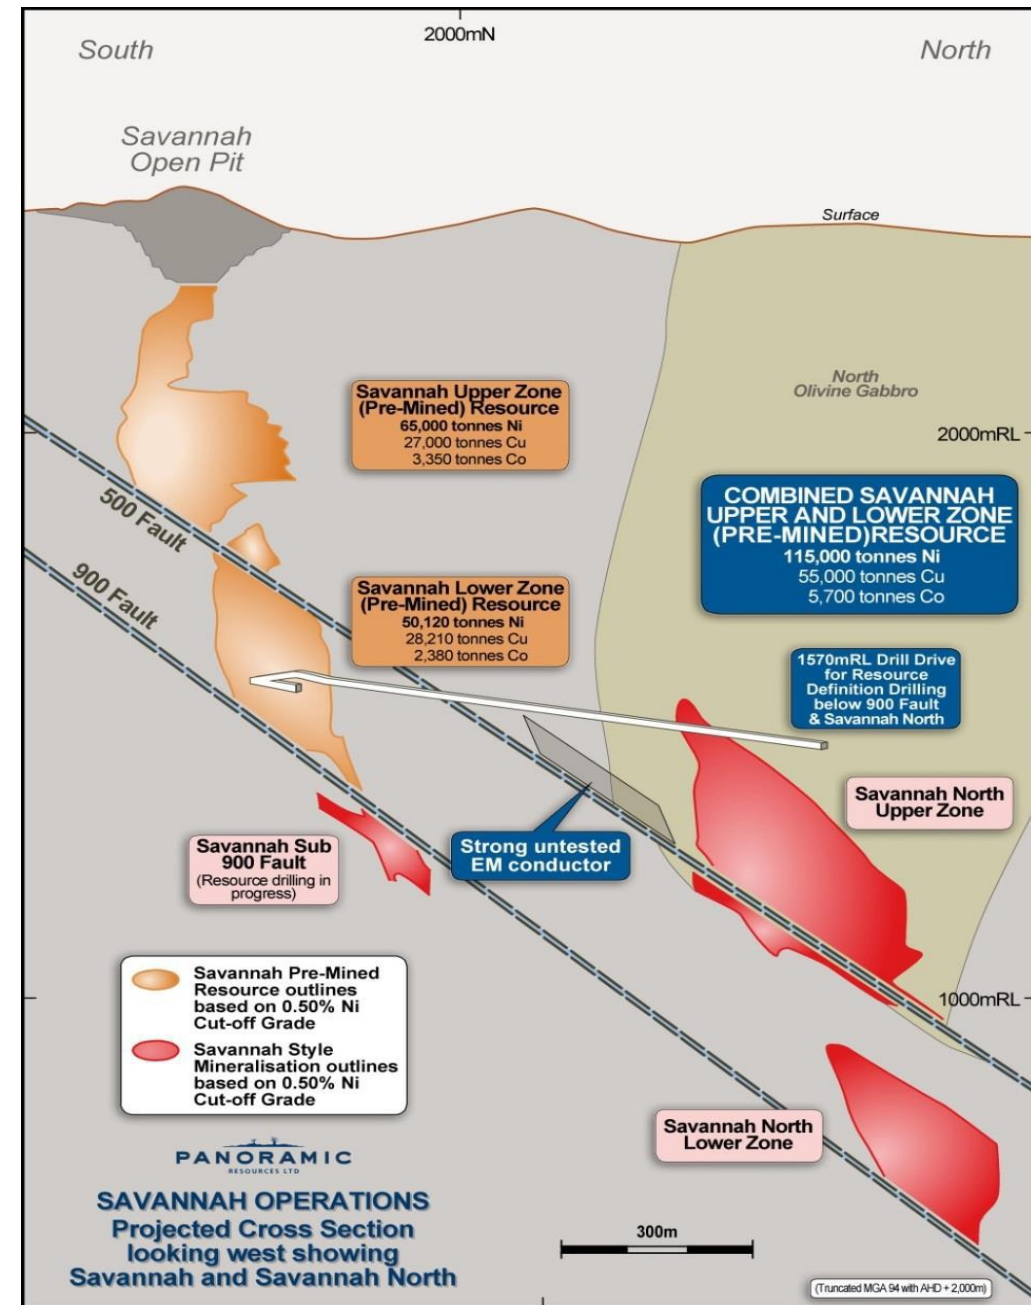 2000mN
South
North
Savannah
Open Pit
Surface
North
Olivine Gabbro
Savannah Upper Zone
(Pre-Mined) Resource
65,000 tonnes Ni
27,000 tonnes Cu
3,350 tonnes Co
2000mRL
COMBINED SAVANNAH
UPPER AND LOWER ZONE
(PRE-MINED)RESOURCE
115,000 tonnes Ni
55,000 tonnes Cu
5,700 tonnes Co
500 Fault
900 Fault
Savannah Lower Zone
(Pre-Mined) Resource
50,120 tonnes Ni
28,210 tonnes Cu
2,380 tonnes Co
1570mRL Drill Drive
for Resource
Definition Drilling
below 900 Fault
& Savannah North
Savannah North
Upper Zone
Strong untested
EM conductor
Savannah Sub
900 Fault
(Resource drilling in
progress)
Savannah Pre-Mined
Resource outlines
based on 0.50% Ni
Cut-off Grade
Savannah Style
Mineralisation outlines
based on 0.50% Ni
Cut-off Grade
1000mRL
Savannah North
Lower Zone
PANORAMIC
RESOURCES LTD
SAVANNAH OPERATIONS
Projected Cross Section
looking west showing
Savannah and Savannah North
300m
(Truncated MGA 94 with AHD + 2,000m)